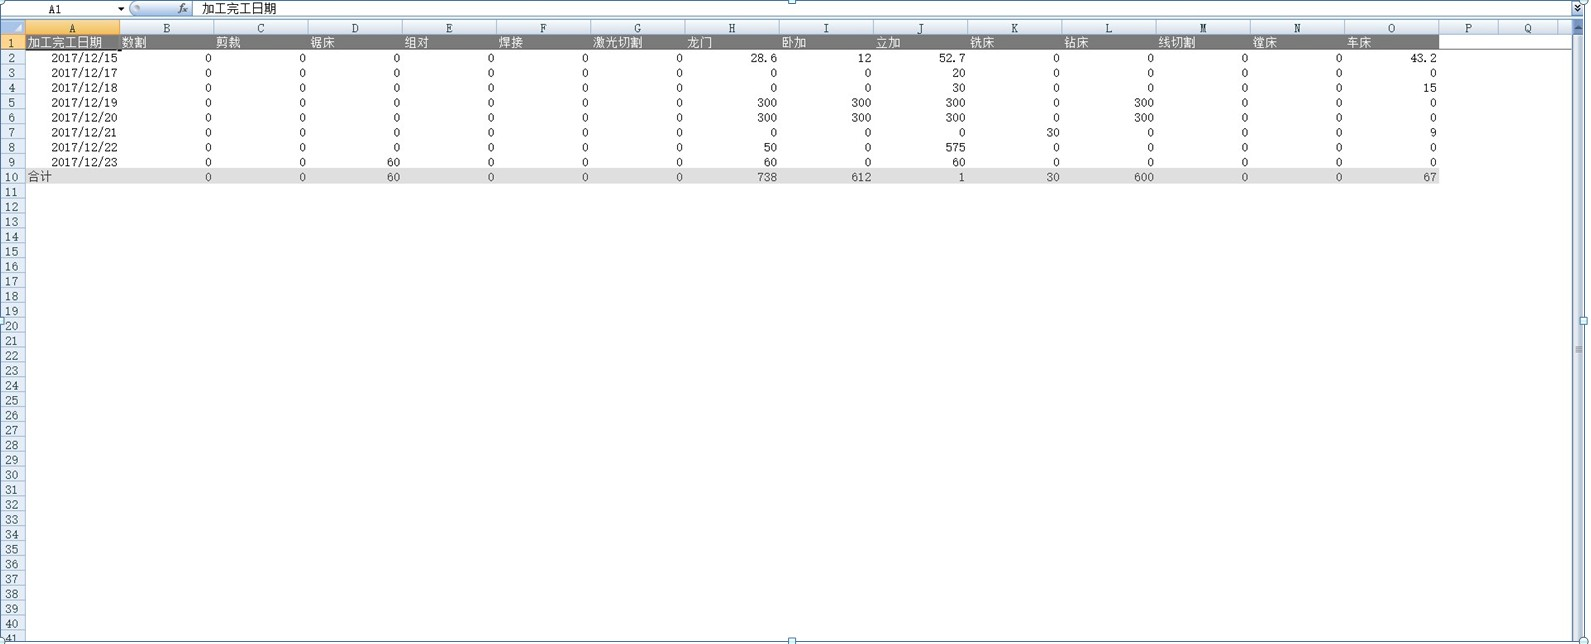 A1 fx 加工完工日期
A B C D E F G H I J K L M N O P Q
1 加工完工日期 数割 剪裁 锯床 组对 焊接 激光切割 龙门 卧加 立加 铣床 钻床 线切割 镗床 车床
2 2017/12/15 0 0 0 0 0 0 28.6 12 52.7 0 0 0 0 43.2
3 2017/12/17 0 0 0 0 0 0 0 0 20 0 0 0 0 0
4 2017/12/18 0 0 0 0 0 0 0 0 30 0 0 0 0 15
5 2017/12/19 0 0 0 0 0 0 300 300 300 0 300 0 0 0
6 2017/12/20 0 0 0 0 0 0 300 300 300 0 300 0 0 0
7 2017/12/21 0 0 0 0 0 0 0 0 0 30 0 0 0 9
8 2017/12/22 0 0 0 0 0 0 50 0 575 0 0 0 0 0
9 2017/12/23 0 0 60 0 0 0 60 0 60 0 0 0 0 0
10 合计 0 0 60 0 0 0 738 612 1 30 600 0 0 67
11
12
13
14
15
16
17
18
19
20
21
22
23
24
25
26
27
28
29
30
31
32
33
34
35
36
37
38
39
40
41